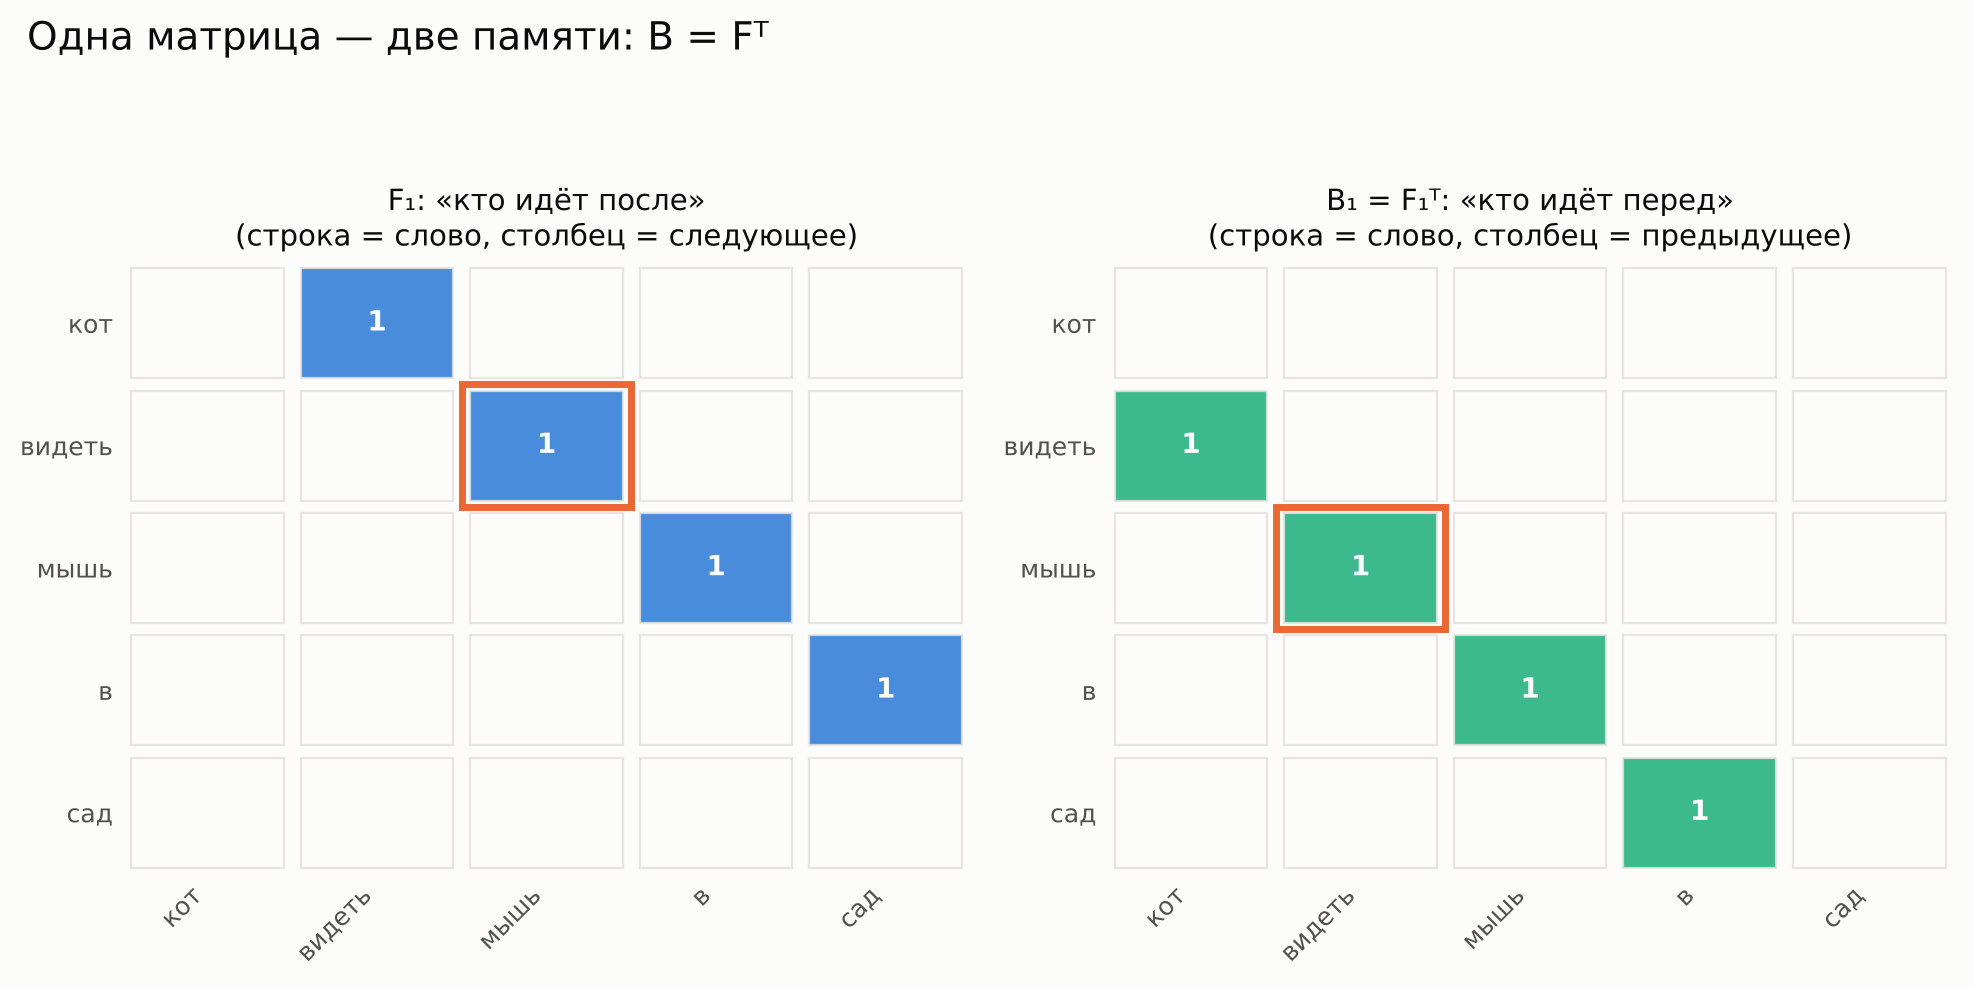 Одна матрица — две памяти: B = Fᵀ
F₁: «кто идёт после»
(строка = слово, столбец = следующее)
кот
1
видеть
1
мышь
1
в
1
сад
кот
видеть
мышь
в
сад
B₁ = F₁ᵀ: «кто идёт перед»
(строка = слово, столбец = предыдущее)
кот
видеть
1
мышь
1
в
1
сад
1
кот
видеть
мышь
в
сад